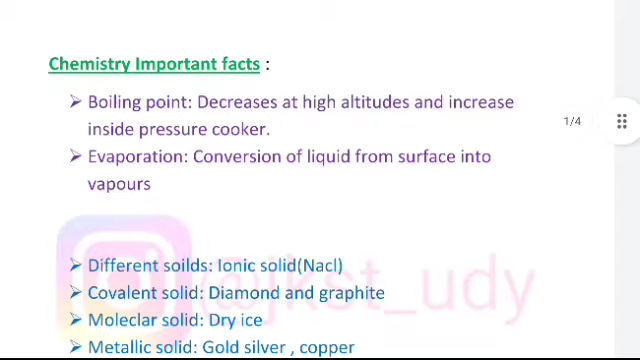 Chemistry Important facts :
➢ Boiling point: Decreases at high altitudes and increase
inside pressure cooker.
1/4
➢ Evaporation: Conversion of liquid from surface into
vapours
➢ Different soilds: Ionic solid(Nacl)
➢ Covalent solid: Diamond and graphite
@jkst_udy
➢ Moleclar solid: Dry ice
➢ Metallic solid: Gold silver , copper